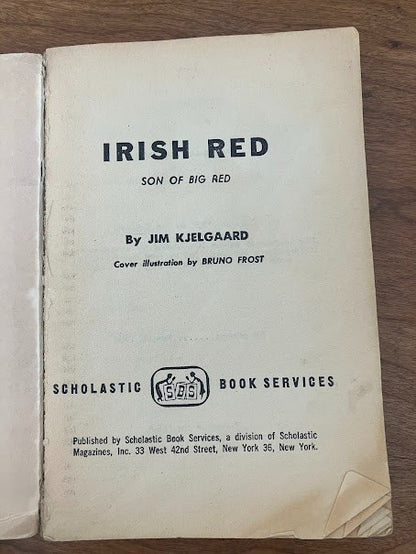 IRISH RED
SON OF BIG RED
By JIM KJELGAARD
Cover illustration by BRUNO FROST
SCHOLASTIC SBS BOOK SERVICES
Published by Scholastic Book Services, a division of Scholastic
Magazines, Inc. 33 West 42nd Street, New York 36, New York.